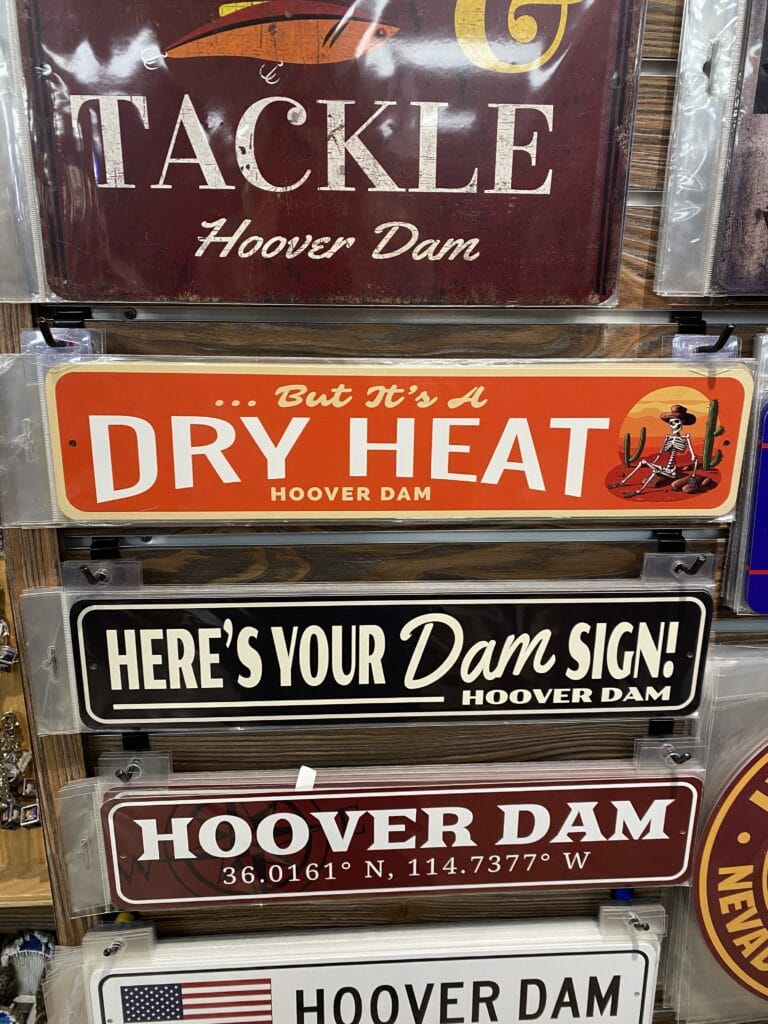 &
TACKLE
Hoover Dam
... But It's A
DRY HEAT
HOOVER DAM
HERE'S YOUR Dam SIGN!
HOOVER DAM
HOOVER DAM
36.0161° N, 114.7377° W
HOOVER DAM